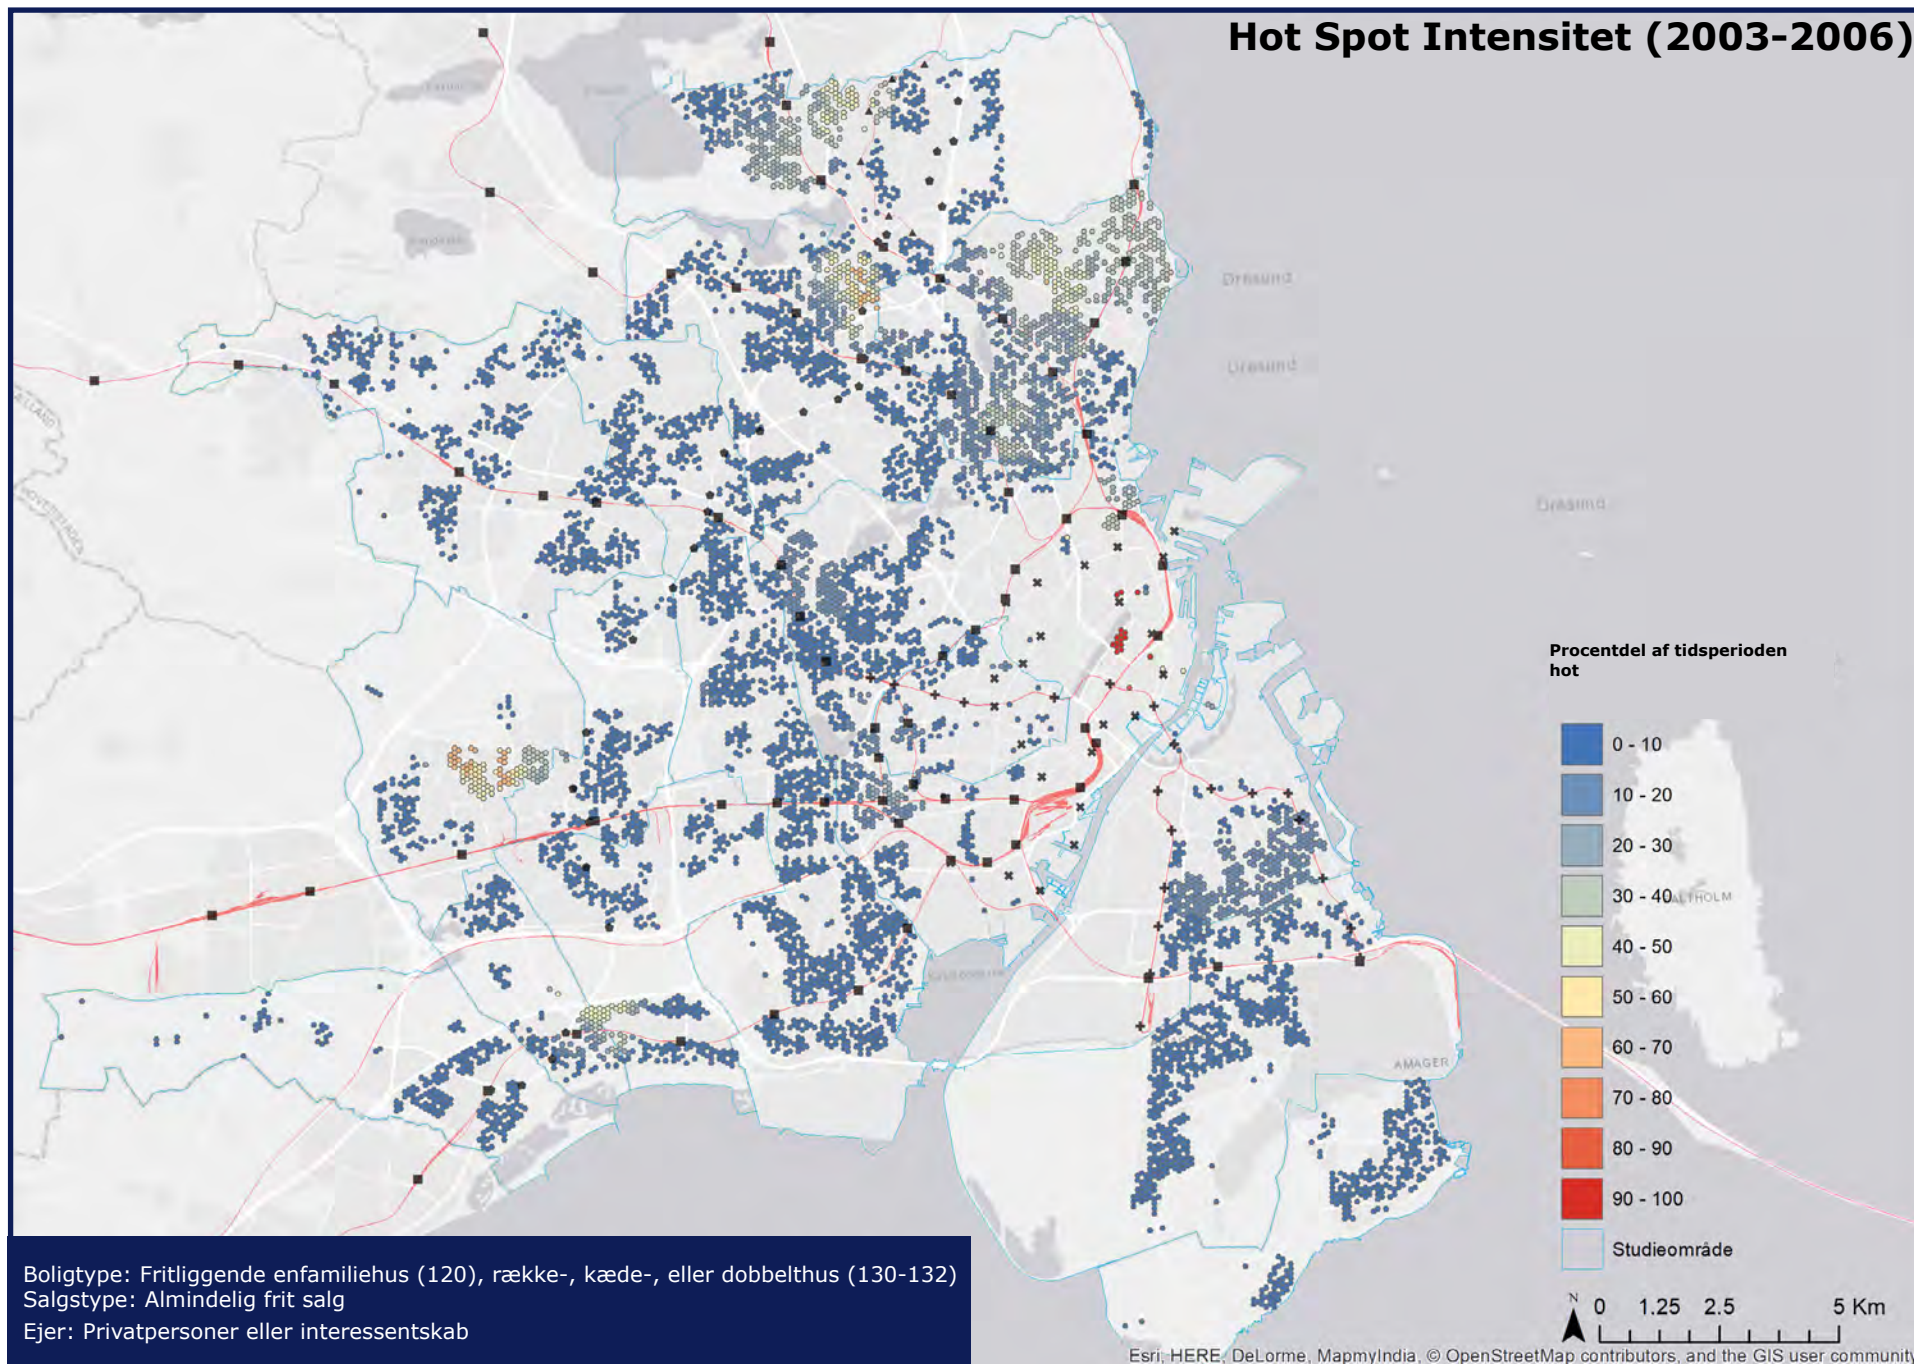 Hot Spot Intensitet (2003-2006)
Øresund
Øresund
Øresund
HOVEDSTADEN
Procentdel af tidsperioden
hot
0 - 10
10 - 20
20 - 30
30 - 40
SALTHOLM
40 - 50
50 - 60
60 - 70
70 - 80
80 - 90
90 - 100
AMAGER
Studieområde
N
0 1.25 2.5 5 Km
Boligtype: Fritliggende enfamiliehus (120), række-, kæde-, eller dobbelthus (130-132)
Salgstype: Almindelig frit salg
Ejer: Privatpersoner eller interessentskab
Esri, HERE, DeLorme, MapmyIndia, © OpenStreetMap contributors, and the GIS user community